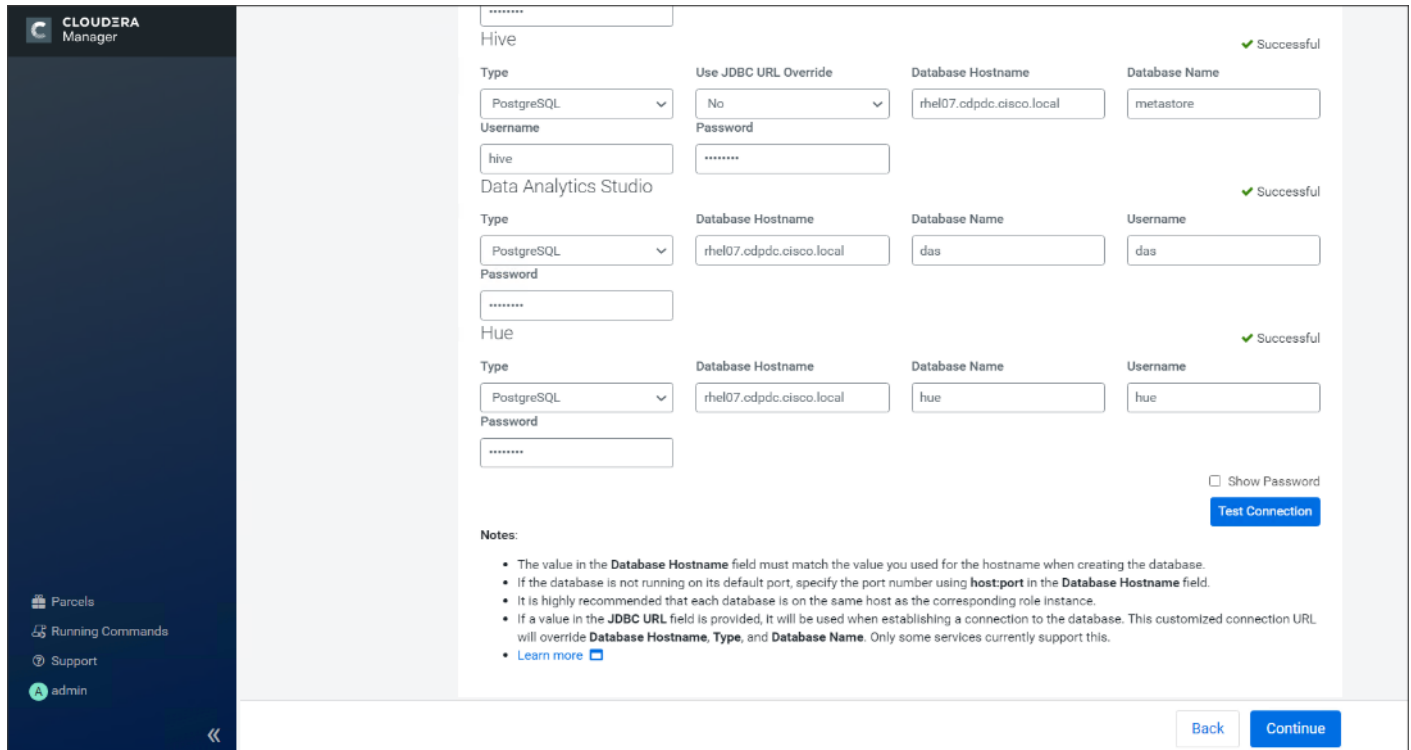 CLOUDERA
Manager
Parcels
Running Commands
Support
A admin
••••••••
Hive
Successful
Type Use JDBC URL Override Database Hostname Database Name
PostgreSQL No rhel07.cdpdc.cisco.local metastore
Username Password
hive ••••••••
Data Analytics Studio
Successful
Type Database Hostname Database Name Username
PostgreSQL rhel07.cdpdc.cisco.local das das
Password
••••••••
Hue
Successful
Type Database Hostname Database Name Username
PostgreSQL rhel07.cdpdc.cisco.local hue hue
Password
••••••••
Show Password
Test Connection
Notes:
• The value in the Database Hostname field must match the value you used for the hostname when creating the database.
• If the database is not running on its default port, specify the port number using host:port in the Database Hostname field.
• It is highly recommended that each database is on the same host as the corresponding role instance.
• If a value in the JDBC URL field is provided, it will be used when establishing a connection to the database. This customized connection URL
will override Database Hostname, Type, and Database Name. Only some services currently support this.
• Learn more
Back Continue